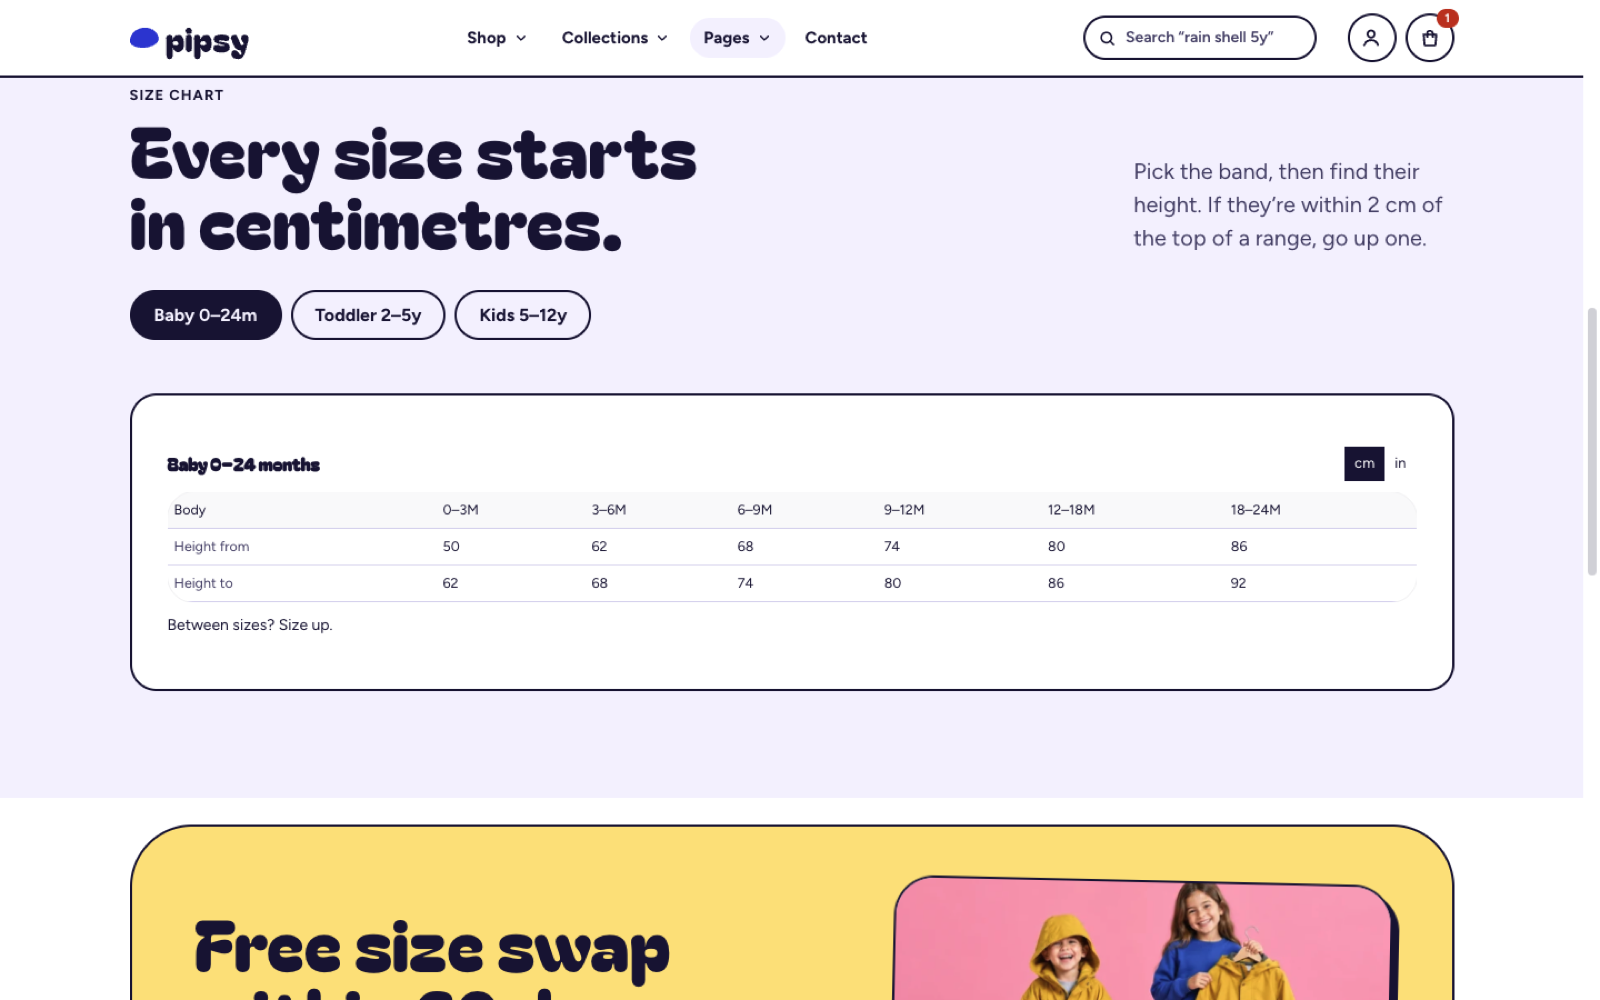 pipsy
Shop Collections Pages Contact
Search “rain shell 5y”
1
SIZE CHART
Every size starts
in centimetres.
Pick the band, then find their
height. If they’re within 2 cm of
the top of a range, go up one.
Baby 0–24m Toddler 2–5y Kids 5–12y
Baby 0–24 months
cm in
Body 0–3M 3–6M 6–9M 9–12M 12–18M 18–24M
Height from 50 62 68 74 80 86
Height to 62 68 74 80 86 92
Between sizes? Size up.
Free size swap